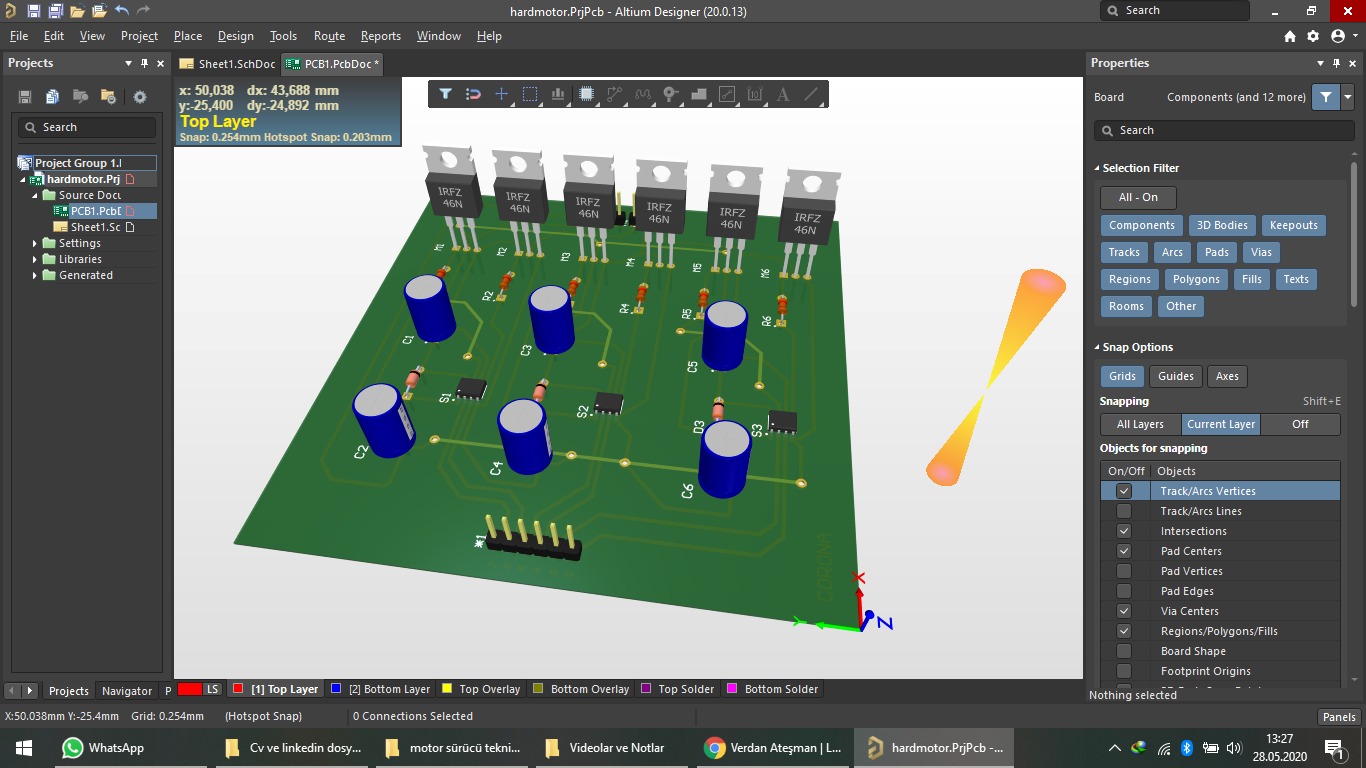 hardmotor.PrjPcb - Altium Designer (20.0.13)
Search
File Edit View Project Place Design Tools Route Reports Window Help
Projects
Sheet1.SchDoc
PCB1.PcbDoc *
Properties
x: 50,038 dx: 43,688 mm
y:-25,400 dy:-24,892 mm
Top Layer
Snap: 0.254mm Hotspot Snap: 0.203mm
Board
Components (and 12 more)
Search
Search
Project Group 1.
hardmotor.Prj
Source Docu
PCB1.Pcb
Sheet1.Sc
Settings
Libraries
Generated
IRFZ 46N
IRFZ 46N
IRFZ 46N
IRFZ 46N
IRFZ 46N
IRFZ 46N
M1
M2
M3
M4
M5
M6
R2
R4
R5
R6
C1
C3
C5
S1
S2
D3
S3
C2
C4
C6
*1
CORONA
X
Y
Z
Selection Filter
All - On
Components 3D Bodies Keepouts
Tracks Arcs Pads Vias
Regions Polygons Fills Texts
Rooms Other
Snap Options
Grids Guides Axes
Snapping Shift+E
All Layers Current Layer Off
Objects for snapping
On/Off Objects
Track/Arcs Vertices
Track/Arcs Lines
Intersections
Pad Centers
Pad Vertices
Pad Edges
Via Centers
Regions/Polygons/Fills
Board Shape
Footprint Origins
Nothing selected
Projects Navigator P
LS [1] Top Layer [2] Bottom Layer Top Overlay Bottom Overlay Top Solder Bottom Solder
X:50.038mm Y:-25.4mm Grid: 0.254mm (Hotspot Snap) 0 Connections Selected
Panels
WhatsApp
Cv ve linkedin dosy...
motor sürücü tekni...
Videolar ve Notlar
Verdan Ateşman | L...
hardmotor.PrjPcb -...
13:27
28.05.2020
1